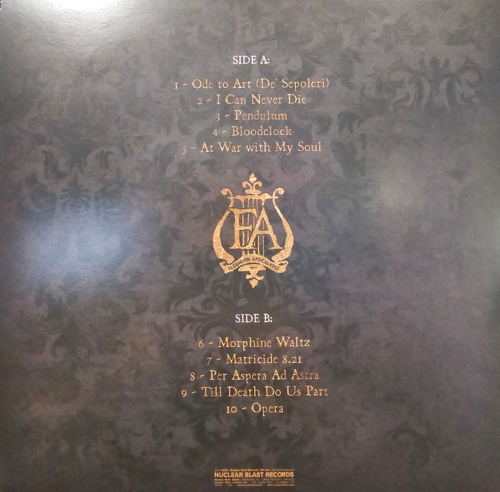 SIDE A:
1 - Ode to Art (De' Sepolcri)
2 - I Can Never Die
3 - Pendulum
4 - Bloodclock
5 - At War with My Soul
FA
FLESHGOD APOCALYPSE
SIDE B:
6 - Morphine Waltz
7 - Matricide 8.21
8 - Per Aspera Ad Astra
9 - Till Death Do Us Part
10 - Opera
NUCLEAR BLAST RECORDS